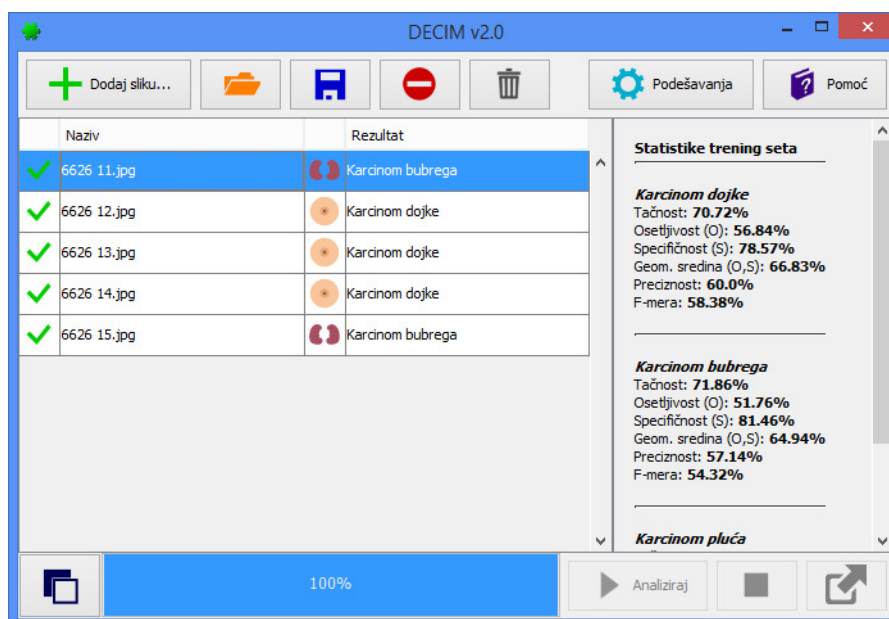 DECIM v2.0
Dodaj sliku...
Podešavanja
Pomoć
Naziv
Rezultat
6626 11.jpg
Karcinom bubrega
6626 12.jpg
Karcinom dojke
6626 13.jpg
Karcinom dojke
6626 14.jpg
Karcinom dojke
6626 15.jpg
Karcinom bubrega
Statistike trening seta
Karcinom dojke
Tačnost: 70.72%
Osetljivost (O): 56.84%
Specifičnost (S): 78.57%
Geom. sredina (O,S): 66.83%
Preciznost: 60.0%
F-mera: 58.38%
Karcinom bubrega
Tačnost: 71.86%
Osetljivost (O): 51.76%
Specifičnost (S): 81.46%
Geom. sredina (O,S): 64.94%
Preciznost: 57.14%
F-mera: 54.32%
Karcinom pluća
100%
Analiziraj